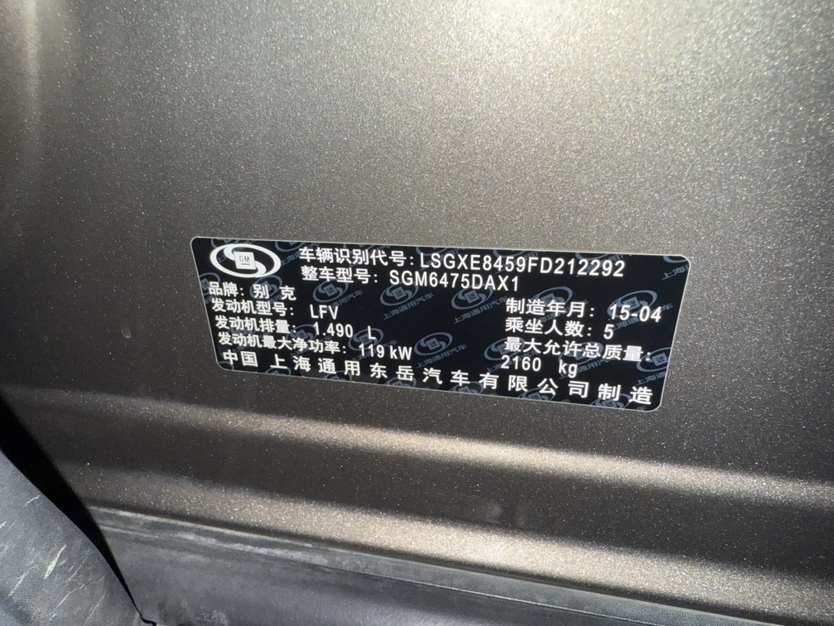 GM
车辆识别代号:LSGXE8459FD212292
整车型号: SGM6475DAX1
品牌: 别 克
发动机型号: LFV
制造年月: 15-04
发动机排量: 1.490 L
乘坐人数: 5
发动机最大净功率: 119 kW
最大允许总质量: 2160 kg
中国 上海通用东岳汽车有限公司制造